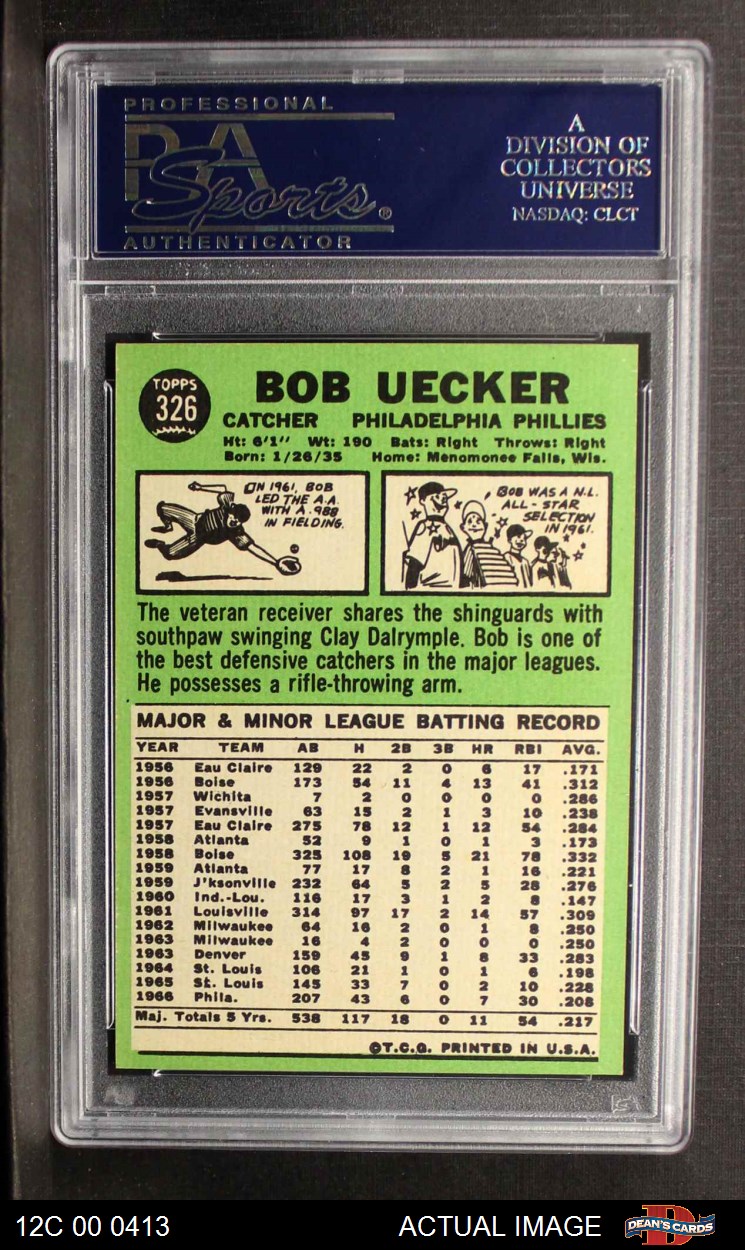 PROFESSIONAL
PSA
Sports®
AUTHENTICATOR
A
DIVISION OF
COLLECTORS
UNIVERSE
NASDAQ: CLCT
TOPPS
326
BOB UECKER
CATCHER PHILADELPHIA PHILLIES
Ht: 6'1" Wt: 190 Bats: Right Throws: Right
Born: 1/26/35 Home: Menomonee Falls, Wis.
ON 1961, BOB
LED THE A.A.
WITH A .988
IN FIELDING.
BOB WAS A N.L.
ALL-STAR
SELECTION
IN 1961.
The veteran receiver shares the shinguards with
southpaw swinging Clay Dalrymple. Bob is one of
the best defensive catchers in the major leagues.
He possesses a rifle-throwing arm.
MAJOR & MINOR LEAGUE BATTING RECORD
YEAR TEAM AB H 2B 3B HR RBI AVG.
1956 Eau Claire 129 22 2 0 6 17 .171
1956 Boise 173 54 11 4 13 41 .312
1957 Wichita 7 2 0 0 0 0 .286
1957 Evansville 63 15 2 1 3 10 .238
1957 Eau Claire 275 78 12 1 12 54 .284
1958 Atlanta 52 9 1 0 1 3 .173
1958 Boise 325 108 19 5 21 78 .332
1959 Atlanta 77 17 8 2 1 16 .221
1959 J'ksonville 232 64 5 2 5 28 .276
1960 Ind.-Lou. 116 17 3 1 2 8 .147
1961 Louisville 314 97 17 2 14 57 .309
1962 Milwaukee 64 16 2 0 1 8 .250
1963 Milwaukee 16 4 2 0 0 0 .250
1963 Denver 159 45 9 1 8 33 .283
1964 St. Louis 106 21 1 0 1 6 .198
1965 St. Louis 145 33 7 0 2 10 .228
1966 Phila. 207 43 6 0 7 30 .208
Maj. Totals 5 Yrs. 538 117 18 0 11 54 .217
©T.C.G. PRINTED IN U.S.A.
12C 00 0413 ACTUAL IMAGE DEAN'S CARDS